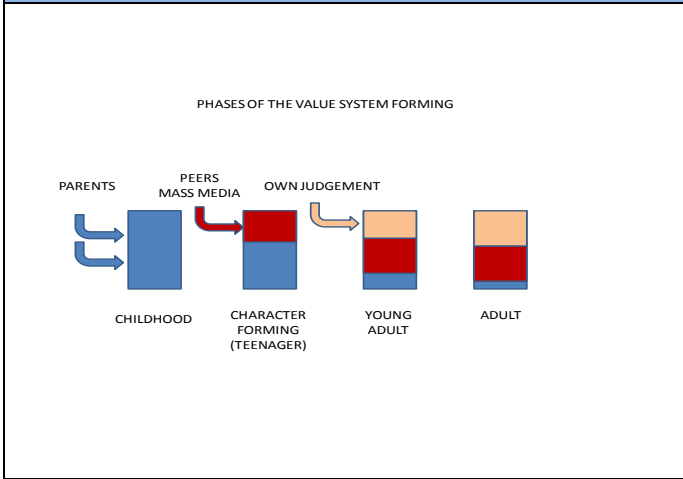 PHASES OF THE VALUE SYSTEM FORMING
PARENTS
PEERS
MASS MEDIA
OWN JUDGEMENT
CHILDHOOD
CHARACTER
FORMING
(TEENAGER)
YOUNG
ADULT
ADULT